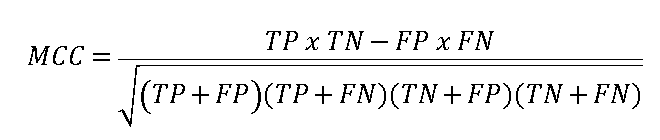 MCC = TP x TN − FP x FN / √(TP + FP)(TP + FN)(TN + FP)(TN + FN)